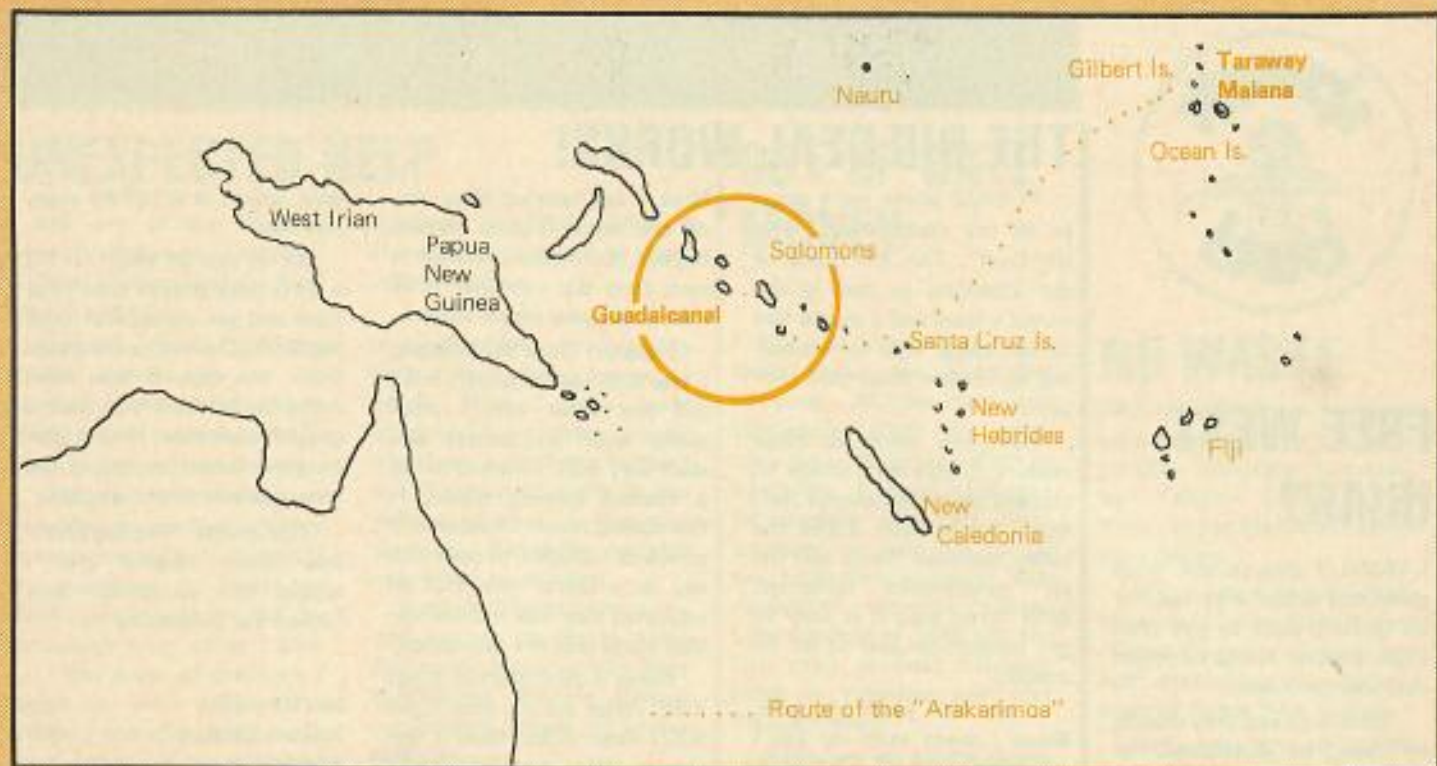 Gilbert Is.
Taraway
Maiana
Nauru
Ocean Is.
West Irian
Papua
New
Guinea
Solomons
Guadalcanal
Santa Cruz Is.
New
Hebrides
Fiji
New
Caledonia
....... Route of the "Arakarimoa"